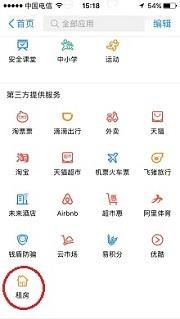 中国电信 15:18 54%
首页 全部应用 编辑
安全课堂 中小学 运动
第三方提供服务
淘票票 滴滴出行 外卖 天猫
淘宝 天猫超市 机票火车票 飞猪旅行
未来酒店 Airbnb 超市惠 阿里体育
钱盾防骗 云市场 易积分 优酷
租房